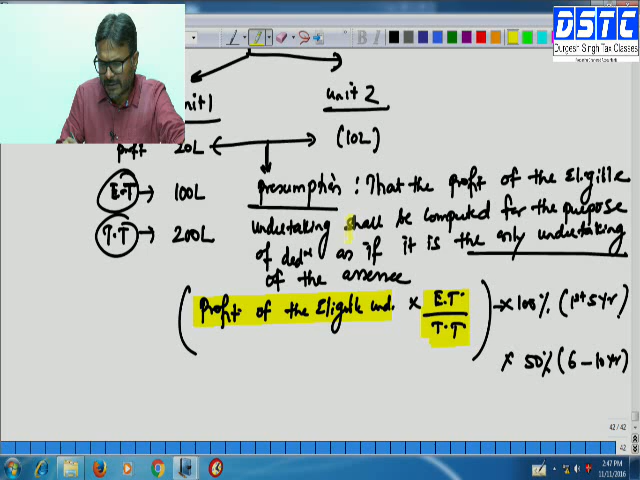 DSTC
Durgesh Singh Tax Classes
unit 1
unit 2
profit 20L
(10L)
E.T → 100L
T.T → 200L
presumption : That the profit of the Eligible
undertaking shall be computed for the purpose
of dedⁿ as if it is the only undertaking
of the assessee
(Profit of the Eligible und. × E.T. / T.T) → × 100% (1st 5 yr)
× 50% (6 – 10 yr)
42 / 42
42
2:47 PM
11/11/2016